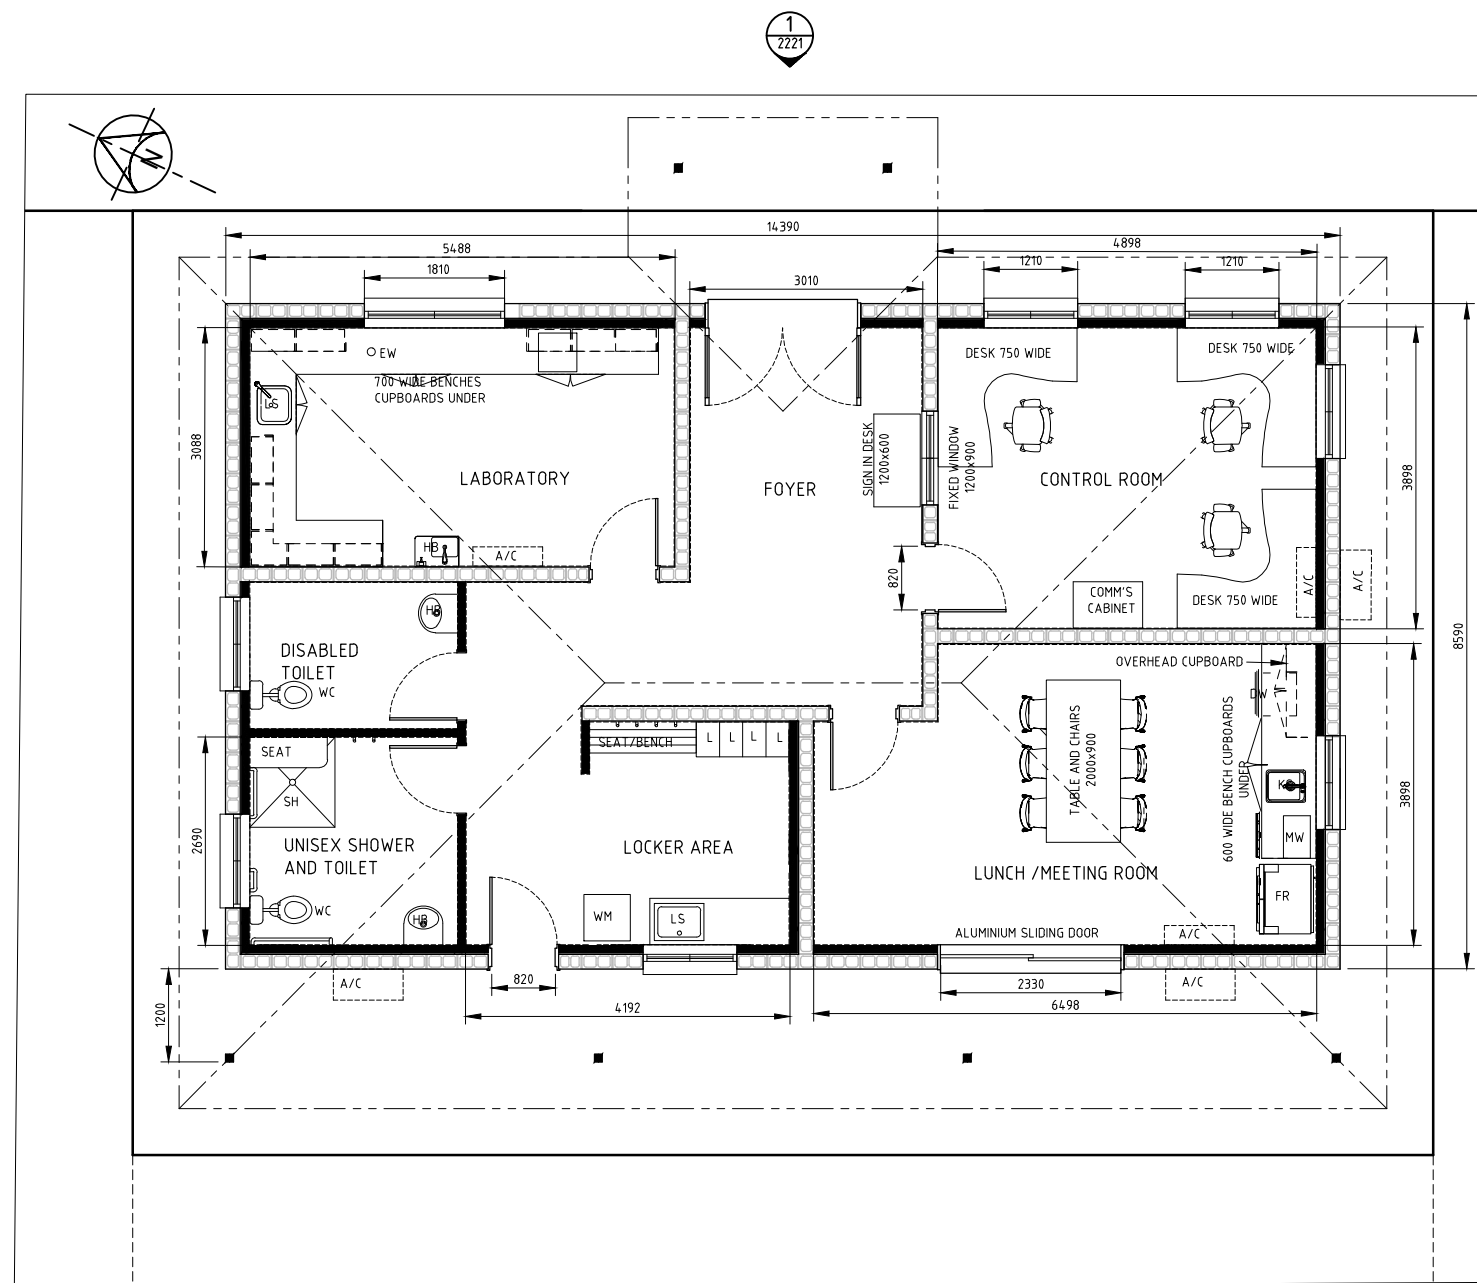 1
2221
N
14390
5488
4898
1810
3010
1210
1210
EW
700 WIDE BENCHES
CUPBOARDS UNDER
DESK 750 WIDE
DESK 750 WIDE
LS
3088
LABORATORY
FOYER
SIGN IN DESK
1200x600
FIXED WINDOW
1200x900
CONTROL ROOM
3898
HB
A/C
820
COMM'S
CABINET
DESK 750 WIDE
A/C
A/C
8590
HB
DISABLED
TOILET
WC
OVERHEAD CUPBOARD
DW
SEAT
SEAT/BENCH
L
L
L
L
TABLE AND CHAIRS
2000x900
600 WIDE BENCH CUPBOARDS
UNDER
SH
2690
3898
MW
UNISEX SHOWER
AND TOILET
LOCKER AREA
LUNCH /MEETING ROOM
WC
HB
WM
LS
FR
ALUMINIUM SLIDING DOOR
A/C
A/C
820
2330
A/C
4192
6498
1200